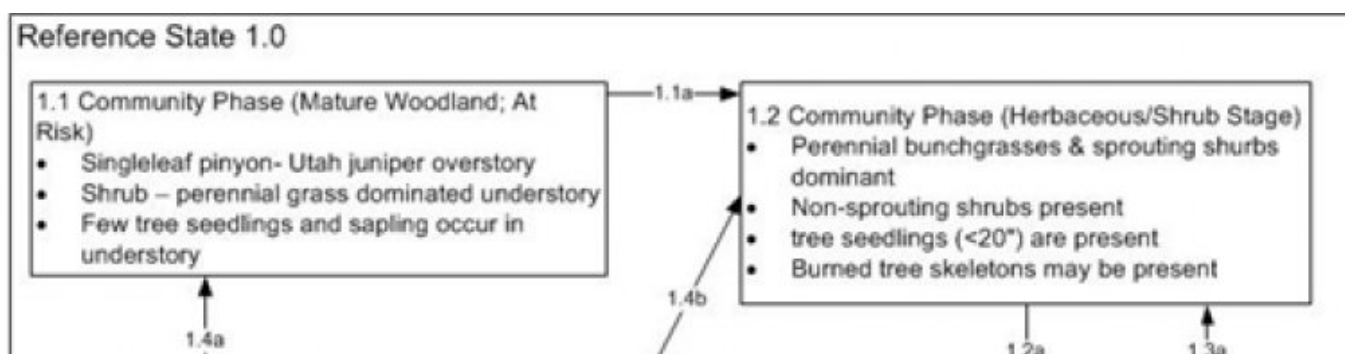 Reference State 1.0
1.1 Community Phase (Mature Woodland; At
Risk)
• Singleleaf pinyon- Utah juniper overstory
• Shrub – perennial grass dominated understory
• Few tree seedlings and sapling occur in
understory
1.1a
1.2 Community Phase (Herbaceous/Shrub Stage)
• Perennial bunchgrasses & sprouting shurbs
dominant
• Non-sprouting shrubs present
• tree seedlings (<20") are present
• Burned tree skeletons may be present
1.4b
1.4a
1.2a
1.3a